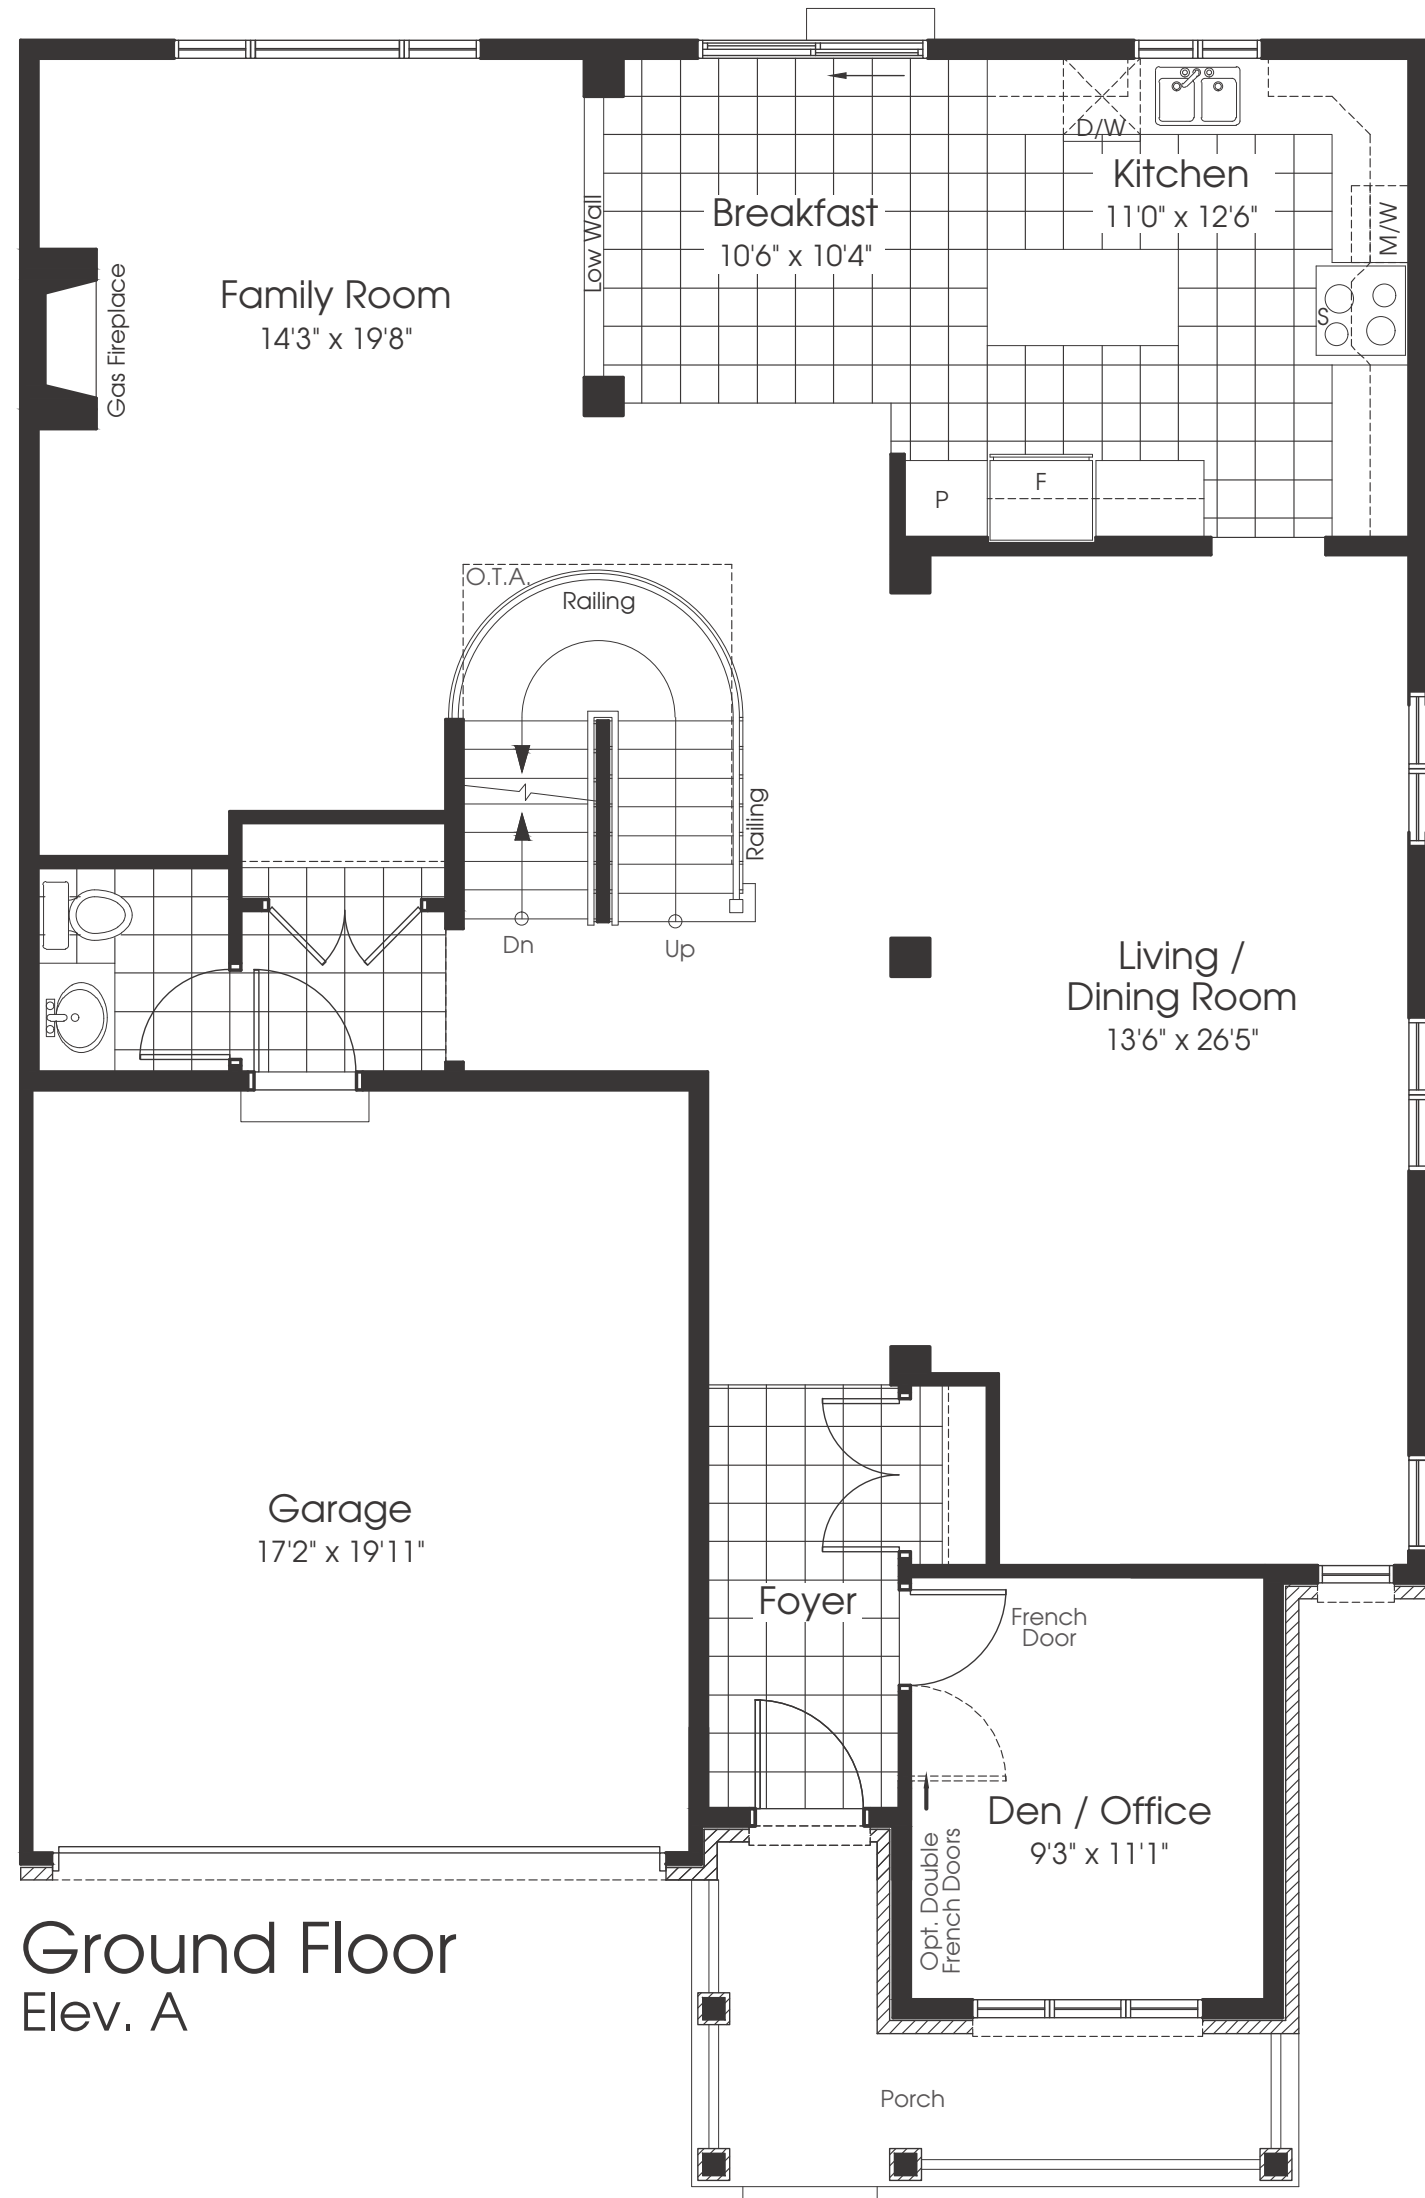 D/W
Kitchen
11'0" x 12'6"
M/W
Breakfast
10'6" x 10'4"
Low Wall
Family Room
14'3" x 19'8"
Gas Fireplace
S
P
F
O.T.A.
Railing
Railing
Dn
Up
Living /
Dining Room
13'6" x 26'5"
Garage
17'2" x 19'11"
Foyer
French
Door
Den / Office
9'3" x 11'1"
Opt. Double
French Doors
Ground Floor
Elev. A
Porch